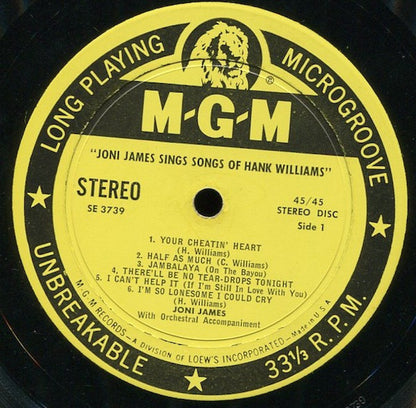 LONG PLAYING
MICROGROOVE
®
M-G-M
"JONI JAMES SINGS SONGS OF HANK WILLIAMS"
STEREO
SE 3739
45/45
STEREO DISC
Side 1
1. YOUR CHEATIN' HEART
(H. Williams)
2. HALF AS MUCH (C. Williams)
3. JAMBALAYA (On The Bayou)
4. THERE'LL BE NO TEAR-DROPS TONIGHT
5. I CAN'T HELP IT (If I'm Still In Love With You)
6. I'M SO LONESOME I COULD CRY
(H. Williams)
JONI JAMES
With Orchestral Accompaniment
M-G-M RECORDS—A DIVISION OF LOEW'S INCORPORATED—Made in U.S.A.
UNBREAKABLE
33⅓ R.P.M.